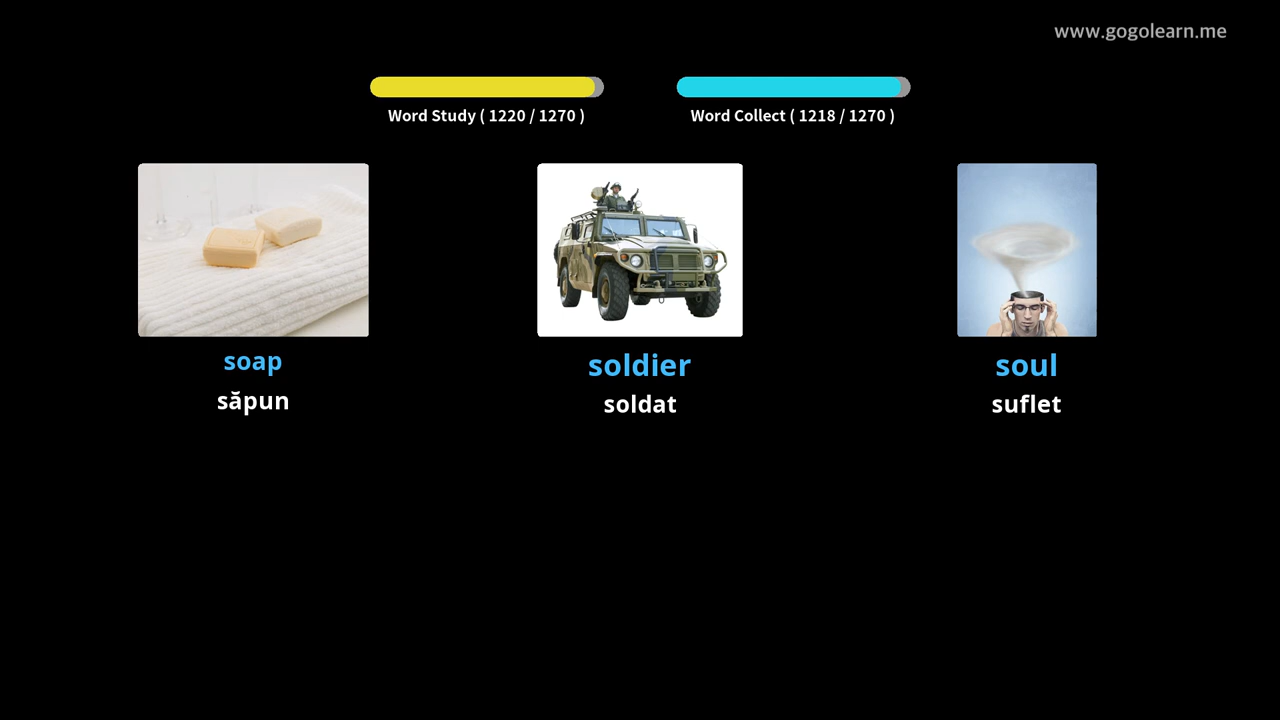 www.gogolearn.me
Word Study ( 1220 / 1270 )
Word Collect ( 1218 / 1270 )
soap
săpun
soldier
soldat
soul
suflet